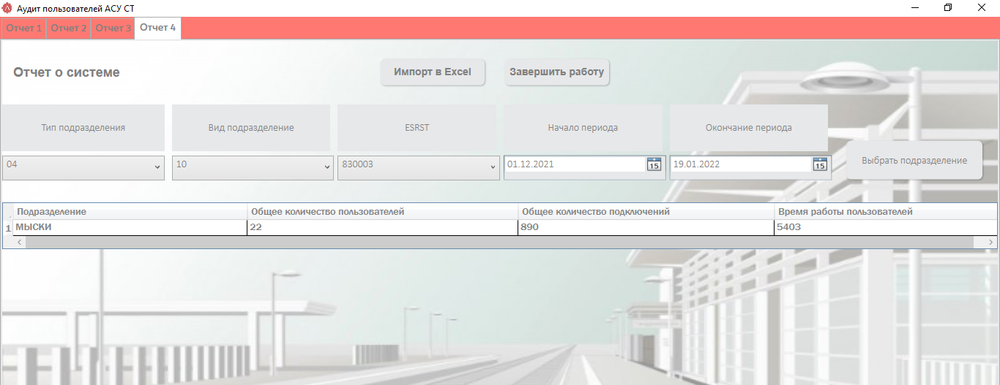 Аудит пользователей АСУ СТ
Отчет 1 Отчет 2 Отчет 3 Отчет 4
Отчет о системе Импорт в Excel Завершить работу
Тип подразделения Вид подразделение ESRST Начало периода Окончание периода
04 10 830003 01.12.2021 15 19.01.2022 15 Выбрать подразделение
Подразделение Общее количество пользователей Общее количество подключений Время работы пользователей
1 МЫСКИ 22 890 5403